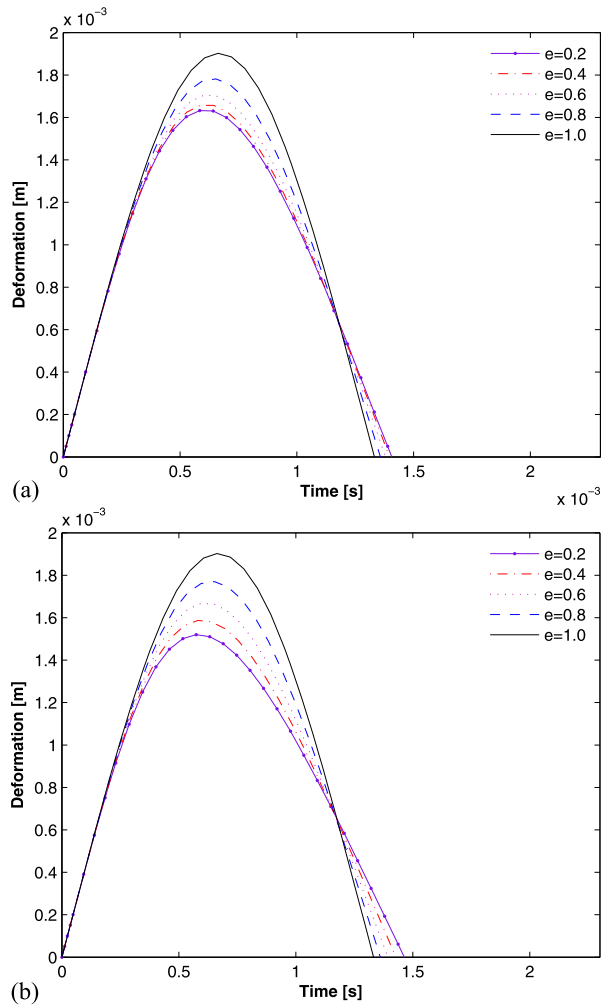 x 10⁻³
2
1.8
1.6
1.4
1.2
1
0.8
0.6
0.4
0.2
0
Deformation [m]
e=0.2
e=0.4
e=0.6
e=0.8
e=1.0
0 0.5 1 1.5 2
Time [s]
x 10⁻³
(a)
x 10⁻³
2
1.8
1.6
1.4
1.2
1
0.8
0.6
0.4
0.2
0
Deformation [m]
e=0.2
e=0.4
e=0.6
e=0.8
e=1.0
0 0.5 1 1.5 2
Time [s]
x 10⁻³
(b)